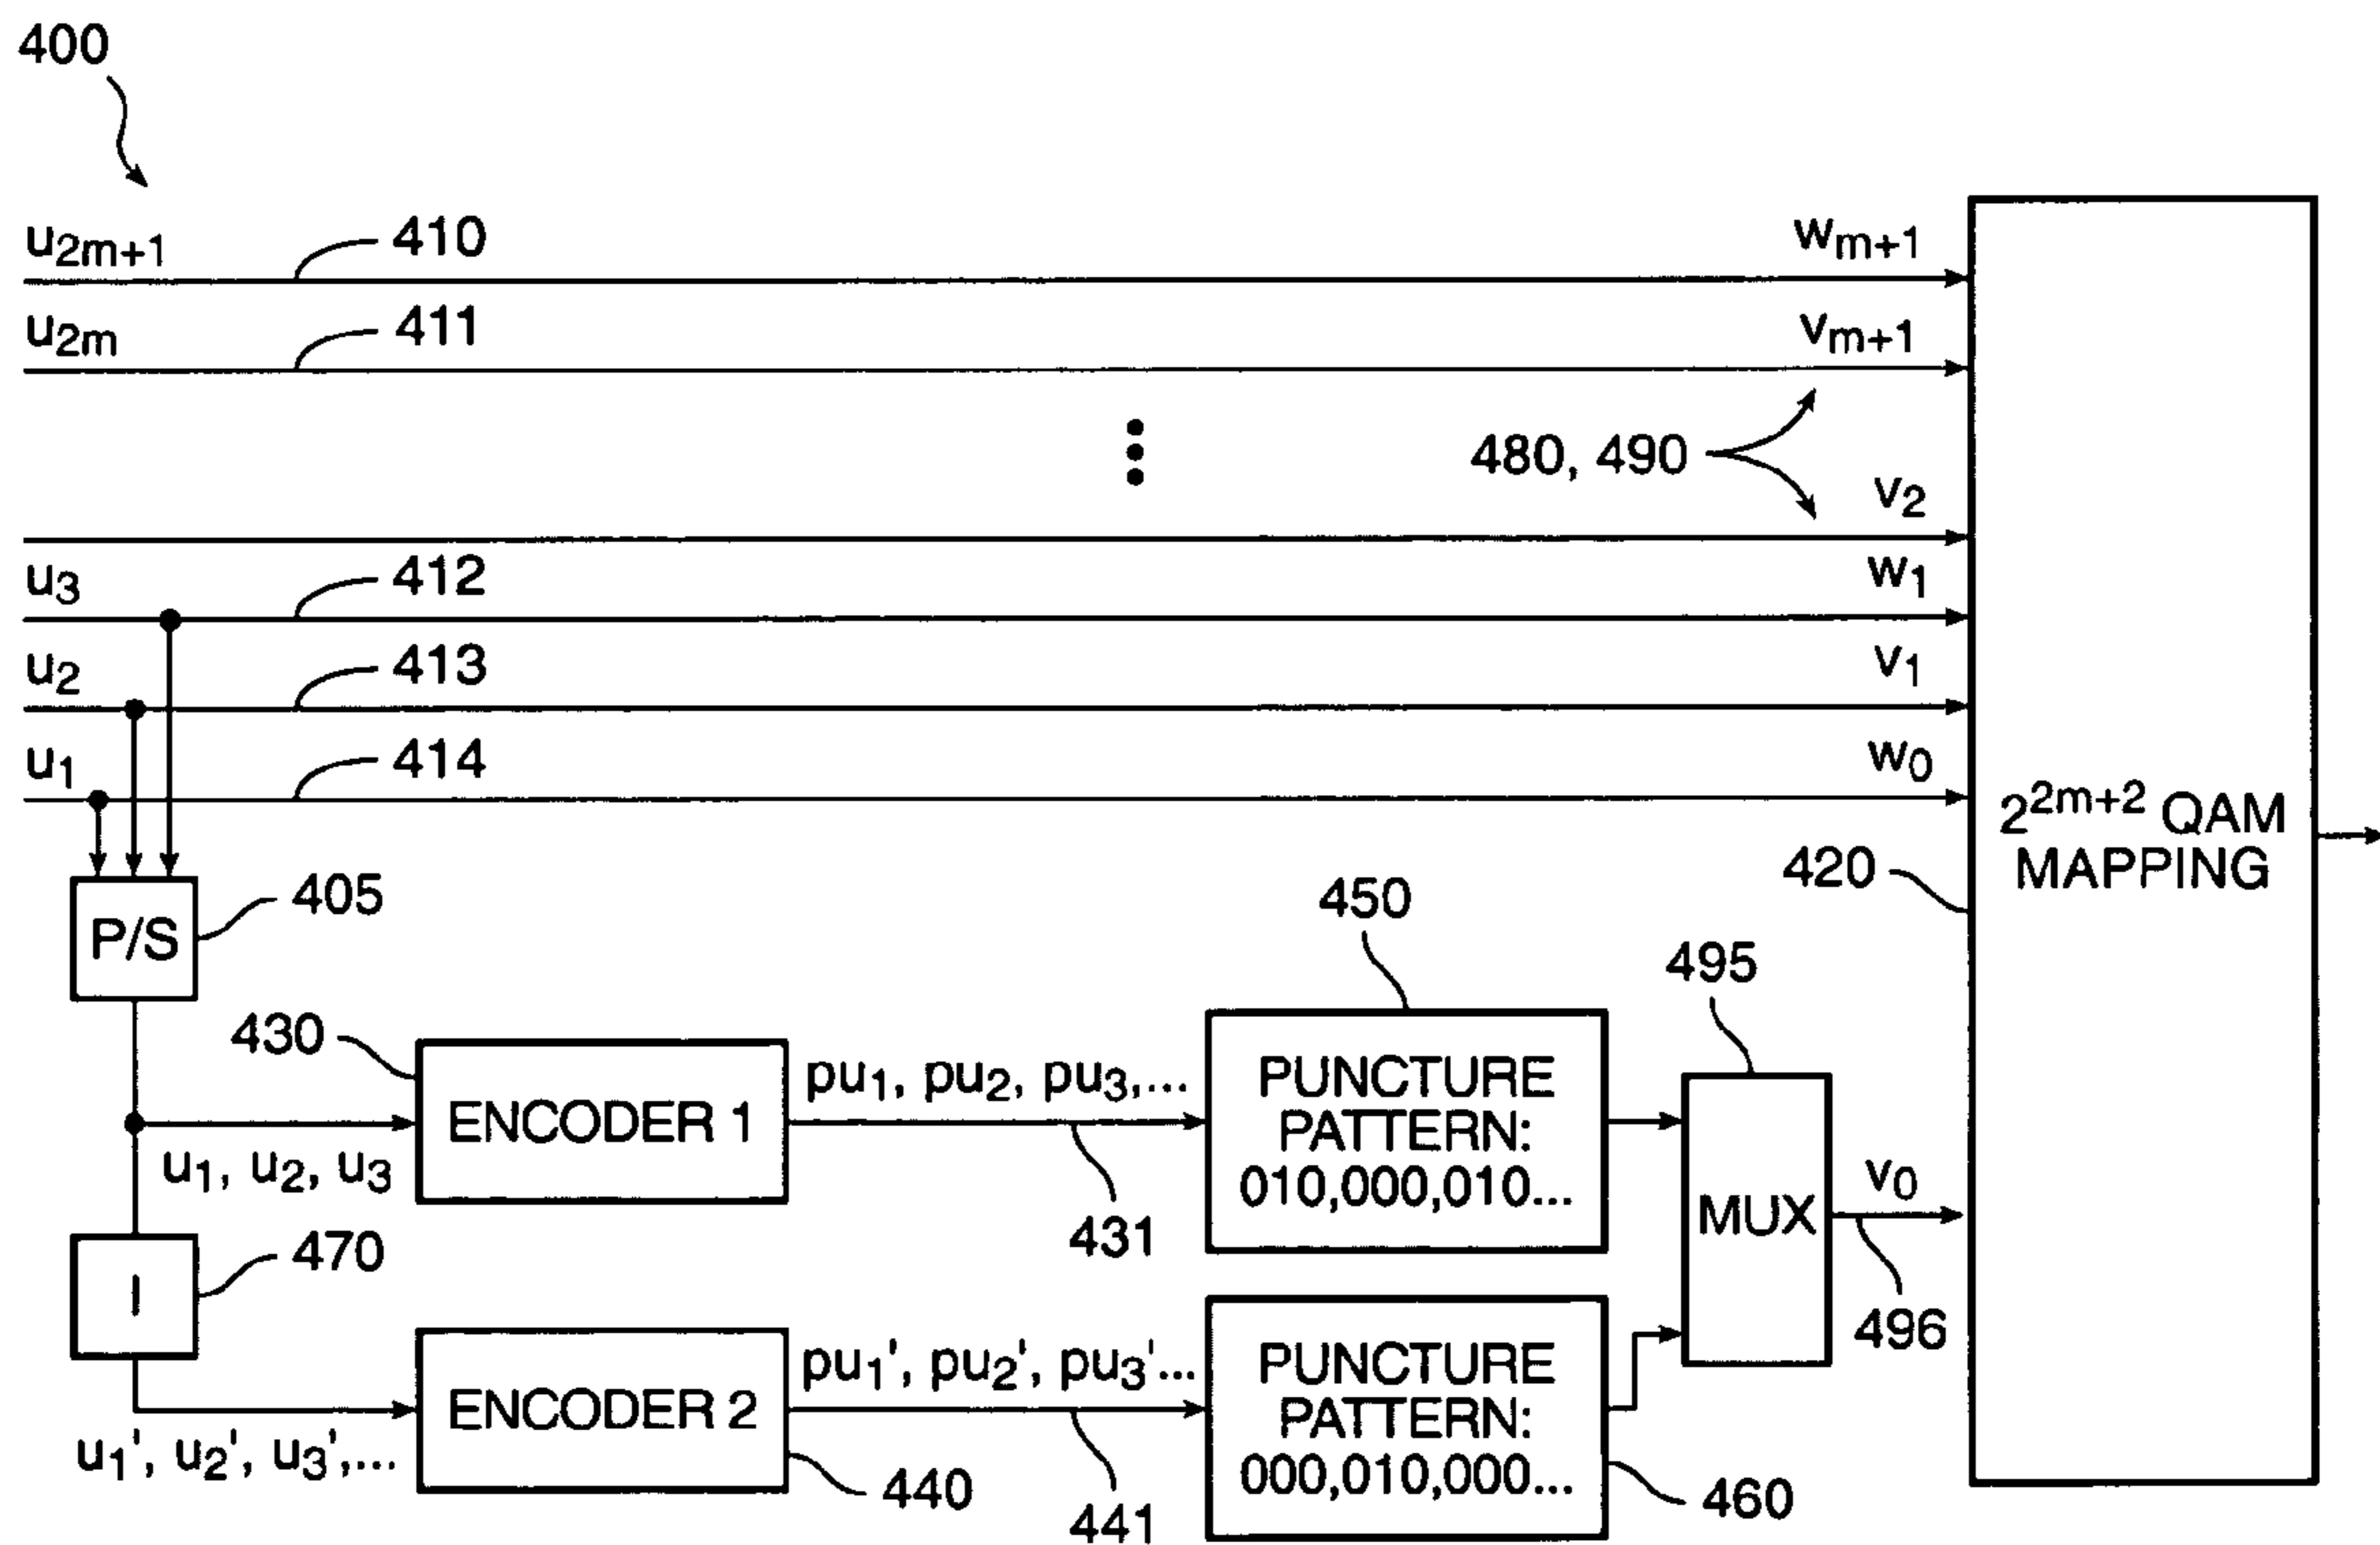 400
u2m+1 410 wm+1
u2m 411 vm+1
480, 490
v2
u3 412 w1
u2 413 v1
u1 414 w0
2^2m+2 QAM
MAPPING
420
P/S 405
450
495
430 ENCODER 1
pu1, pu2, pu3,...
PUNCTURE
PATTERN:
010,000,010...
u1, u2, u3
431
MUX
v0
496
I 470
ENCODER 2
440
pu1', pu2', pu3'...
PUNCTURE
PATTERN:
000,010,000...
u1', u2', u3',...
441
460